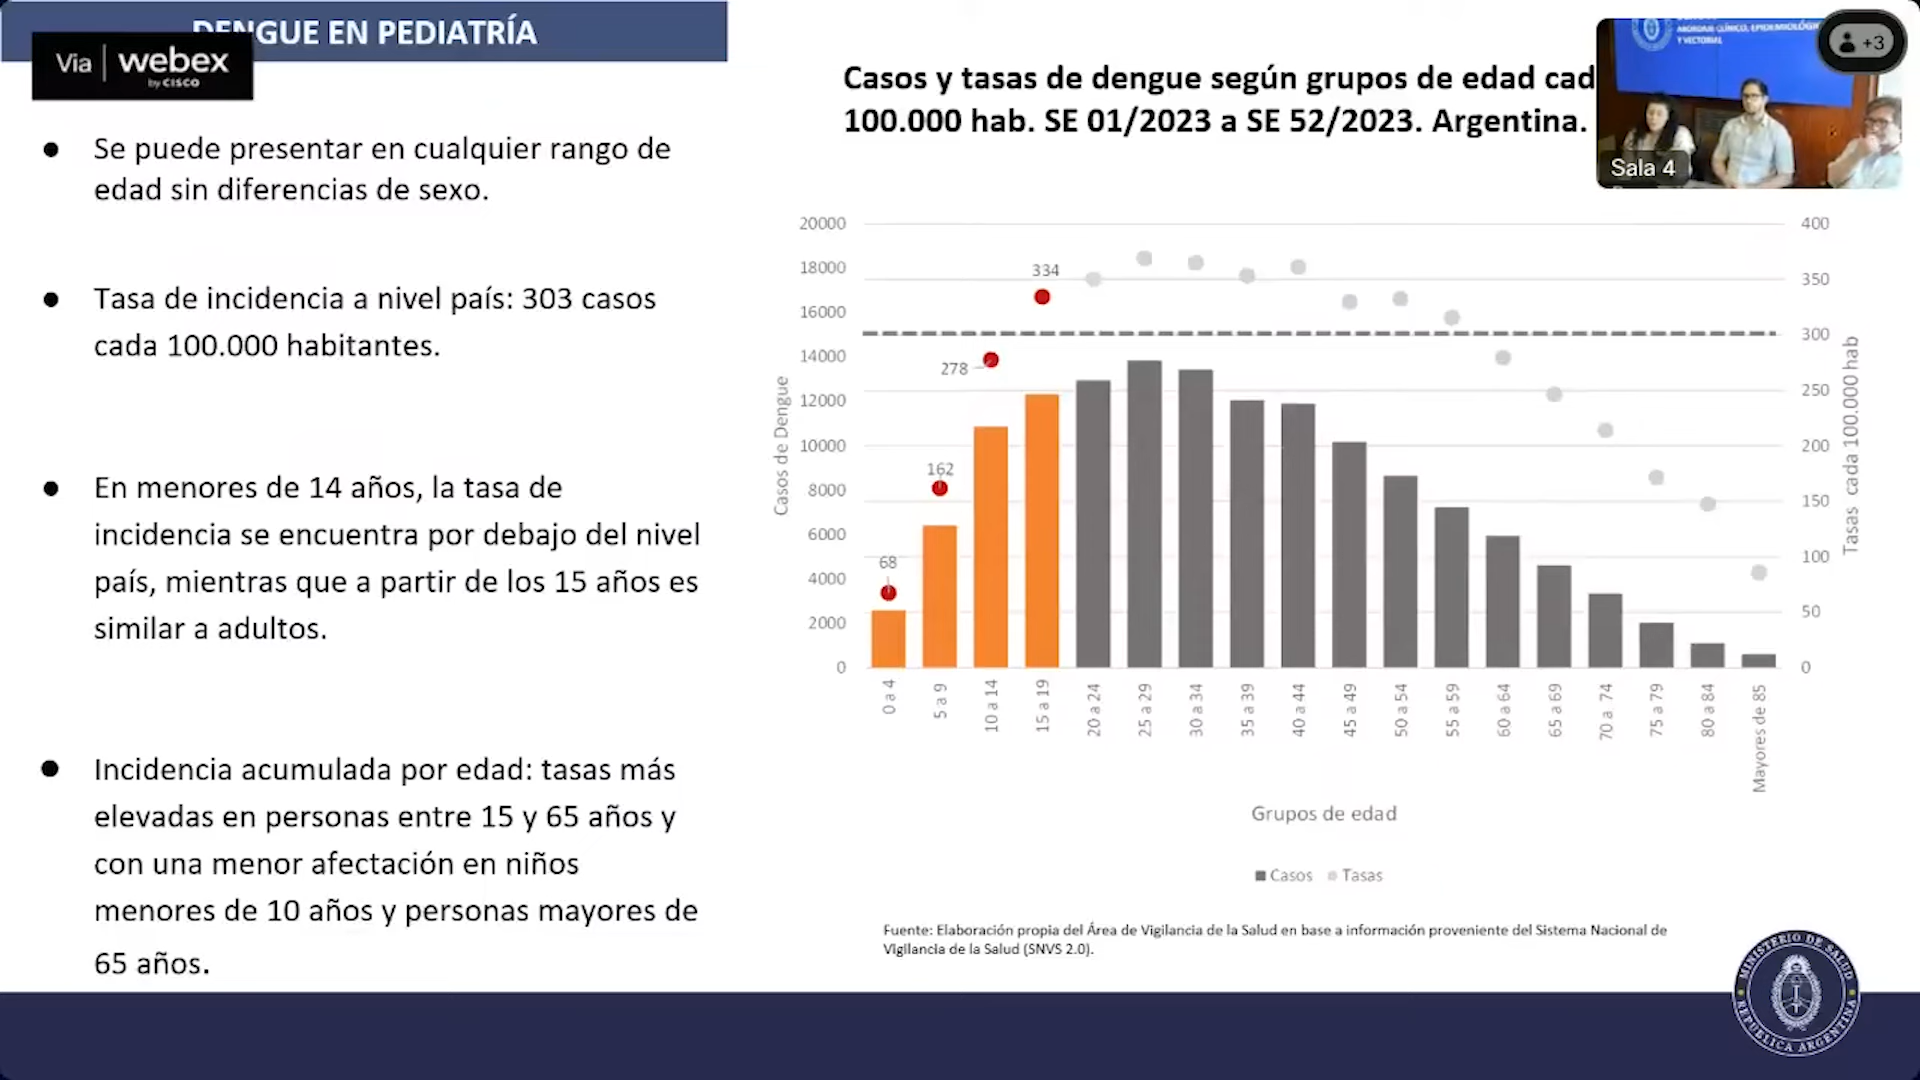 DENGUE EN PEDIATRÍA
Via webex
by CISCO
Se puede presentar en cualquier rango de
edad sin diferencias de sexo.
Tasa de incidencia a nivel país: 303 casos
cada 100.000 habitantes.
En menores de 14 años, la tasa de
incidencia se encuentra por debajo del nivel
país, mientras que a partir de los 15 años es
similar a adultos.
Incidencia acumulada por edad: tasas más
elevadas en personas entre 15 y 65 años y
con una menor afectación en niños
menores de 10 años y personas mayores de
65 años.
Casos y tasas de dengue según grupos de edad cad
100.000 hab. SE 01/2023 a SE 52/2023. Argentina.
ABORDAJE CLÍNICO, EPIDEMIOLÓGI
Y VECTORIAL
+3
Sala 4
20000
18000
16000
14000
12000
10000
8000
6000
4000
2000
0
Casos de Dengue
68
162
278
334
400
350
300
250
200
150
100
50
0
Tasas cada 100.000 hab
0 a 4
5 a 9
10 a 14
15 a 19
20 a 24
25 a 29
30 a 34
35 a 39
40 a 44
45 a 49
50 a 54
55 a 59
60 a 64
65 a 69
70 a 74
75 a 79
80 a 84
Mayores de 85
Grupos de edad
Casos Tasas
Fuente: Elaboración propia del Área de Vigilancia de la Salud en base a información proveniente del Sistema Nacional de
Vigilancia de la Salud (SNVS 2.0).
MINISTERIO DE SALUD
REPÚBLICA ARGENTINA